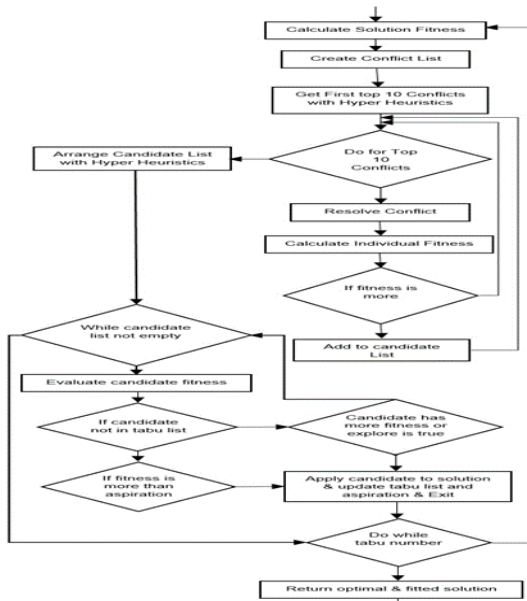 Calculate Solution Fitness
Create Conflict List
Get First top 10 Conflicts
with Hyper Heuristics
Do for Top
10
Conflicts
Arrange Candidate List
with Hyper Heuristics
Resolve Conflict
Calculate Individual Fitness
If fitness is
more
Add to candidate
List
While candidate
list not empty
Evaluate candidate fitness
If candidate
not in tabu list
Candidate has
more fitness or
explore is true
If fitness is
more than
aspiration
Apply candidate to solution
& update tabu list and
aspiration & Exit
Do while
tabu number
Return optimal & fitted solution